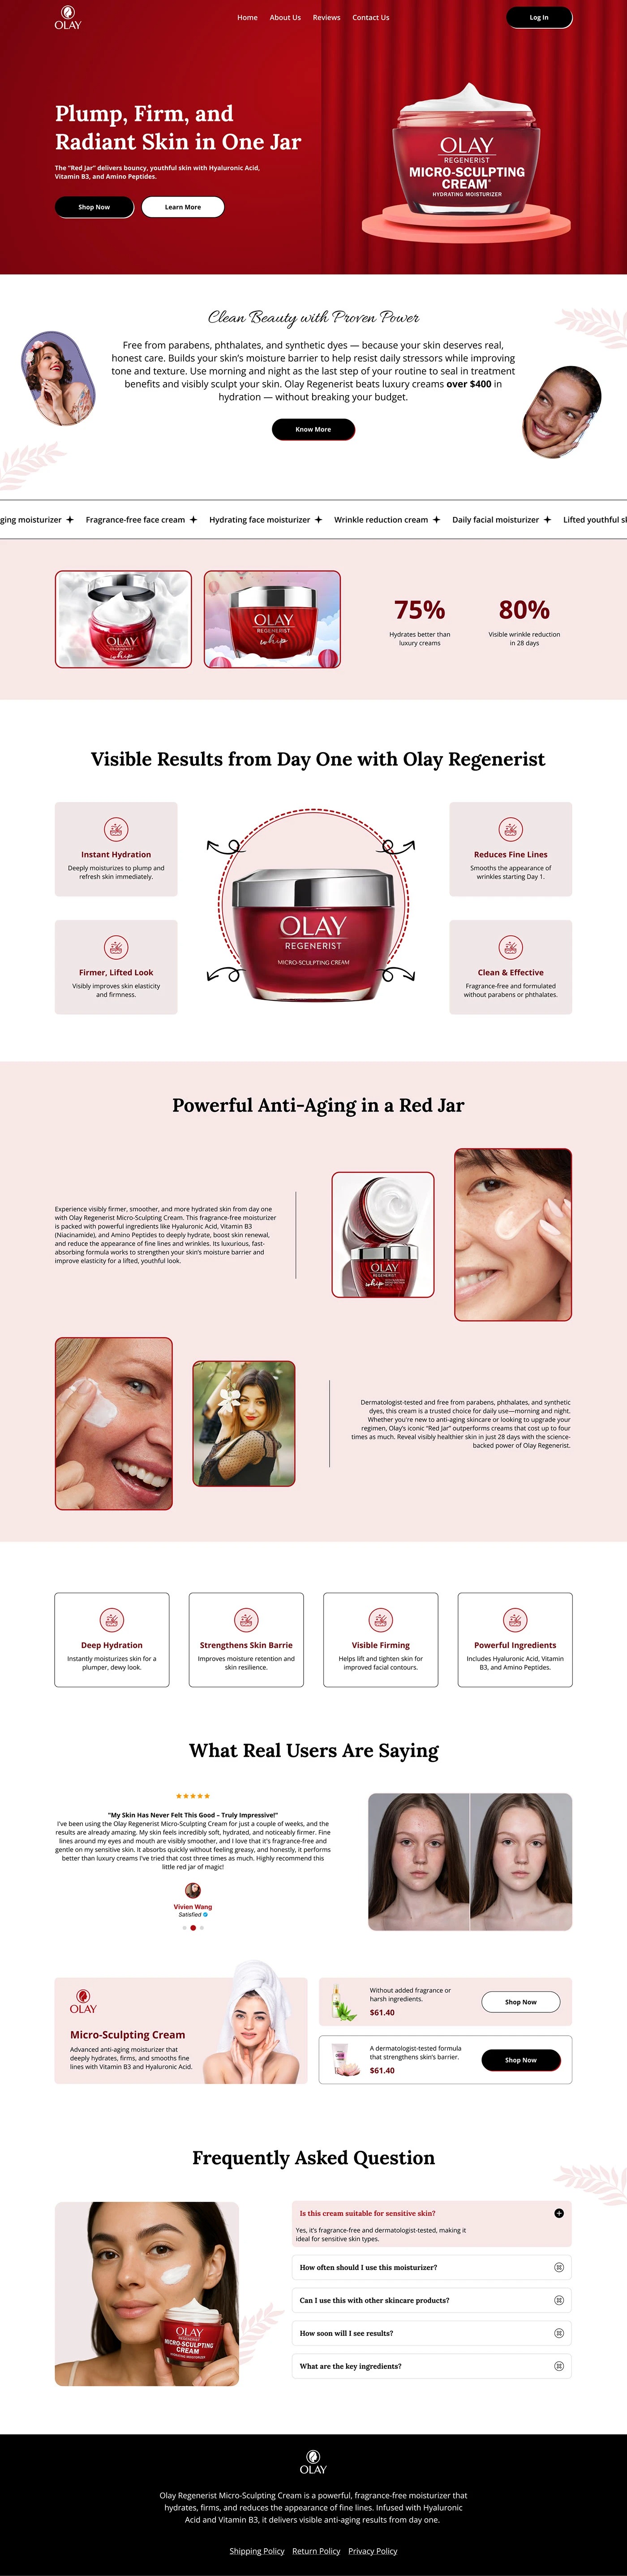 OLAY
Home About Us Reviews Contact Us
Log In
Plump, Firm, and
Radiant Skin in One Jar
The "Red Jar" delivers bouncy, youthful skin with Hyaluronic Acid,
Vitamin B3, and Amino Peptides.
Shop Now
Learn More
OLAY
REGENERIST
MICRO-SCULPTING
CREAM
HYDRATING MOISTURIZER
Clean Beauty with Proven Power
Free from parabens, phthalates, and synthetic dyes — because your skin deserves real,
honest care. Builds your skin's moisture barrier to help resist daily stressors while improving
tone and texture. Use morning and night as the last step of your routine to seal in treatment
benefits and visibly sculpt your skin. Olay Regenerist beats luxury creams over $400 in
hydration — without breaking your budget.
Know More
ging moisturizer Fragrance-free face cream Hydrating face moisturizer Wrinkle reduction cream Daily facial moisturizer Lifted youthful sk
OLAY
REGENERIST
whip
OLAY
REGENERIST
whip
75%
Hydrates better than
luxury creams
80%
Visible wrinkle reduction
in 28 days
Visible Results from Day One with Olay Regenerist
Instant Hydration
Deeply moisturizes to plump and
refresh skin immediately.
Firmer, Lifted Look
Visibly improves skin elasticity
and firmness.
OLAY
REGENERIST
MICRO-SCULPTING CREAM
Reduces Fine Lines
Smooths the appearance of
wrinkles starting Day 1.
Clean & Effective
Fragrance-free and formulated
without parabens or phthalates.
Powerful Anti-Aging in a Red Jar
Experience visibly firmer, smoother, and more hydrated skin from day one
with Olay Regenerist Micro-Sculpting Cream. This fragrance-free moisturizer
is packed with powerful ingredients like Hyaluronic Acid, Vitamin B3
(Niacinamide), and Amino Peptides to deeply hydrate, boost skin renewal,
and reduce the appearance of fine lines and wrinkles. Its luxurious, fast-
absorbing formula works to strengthen your skin's moisture barrier and
improve elasticity for a lifted, youthful look.
OLAY
REGENERIST
whip
Dermatologist-tested and free from parabens, phthalates, and synthetic
dyes, this cream is a trusted choice for daily use—morning and night.
Whether you're new to anti-aging skincare or looking to upgrade your
regimen, Olay's iconic "Red Jar" outperforms creams that cost up to four
times as much. Reveal visibly healthier skin in just 28 days with the science-
backed power of Olay Regenerist.
Deep Hydration
Instantly moisturizes skin for a
plumper, dewy look.
Strengthens Skin Barrie
Improves moisture retention and
skin resilience.
Visible Firming
Helps lift and tighten skin for
improved facial contours.
Powerful Ingredients
Includes Hyaluronic Acid, Vitamin
B3, and Amino Peptides.
What Real Users Are Saying
"My Skin Has Never Felt This Good – Truly Impressive!"
I've been using the Olay Regenerist Micro-Sculpting Cream for just a couple of weeks, and the
results are already amazing. My skin feels incredibly soft, hydrated, and noticeably firmer. Fine
lines around my eyes and mouth are visibly smoother, and I love that it's fragrance-free and
gentle on my sensitive skin. It absorbs quickly without feeling greasy, and honestly, it performs
better than luxury creams I've tried that cost three times as much. Highly recommend this
little red jar of magic!
Vivien Wang
Satisfied
OLAY
Micro-Sculpting Cream
Advanced anti-aging moisturizer that
deeply hydrates, firms, and smooths fine
lines with Vitamin B3 and Hyaluronic Acid.
Without added fragrance or
harsh ingredients.
$61.40
Shop Now
A dermatologist-tested formula
that strengthens skin's barrier.
$61.40
Shop Now
Frequently Asked Question
OLAY
REGENERIST
MICRO-SCULPTING
CREAM
HYDRATING MOISTURIZER
Is this cream suitable for sensitive skin?
Yes, it's fragrance-free and dermatologist-tested, making it
ideal for sensitive skin types.
How often should I use this moisturizer?
Can I use this with other skincare products?
How soon will I see results?
What are the key ingredients?
OLAY
Olay Regenerist Micro-Sculpting Cream is a powerful, fragrance-free moisturizer that
hydrates, firms, and reduces the appearance of fine lines. Infused with Hyaluronic
Acid and Vitamin B3, it delivers visible anti-aging results from day one.
Shipping Policy Return Policy Privacy Policy